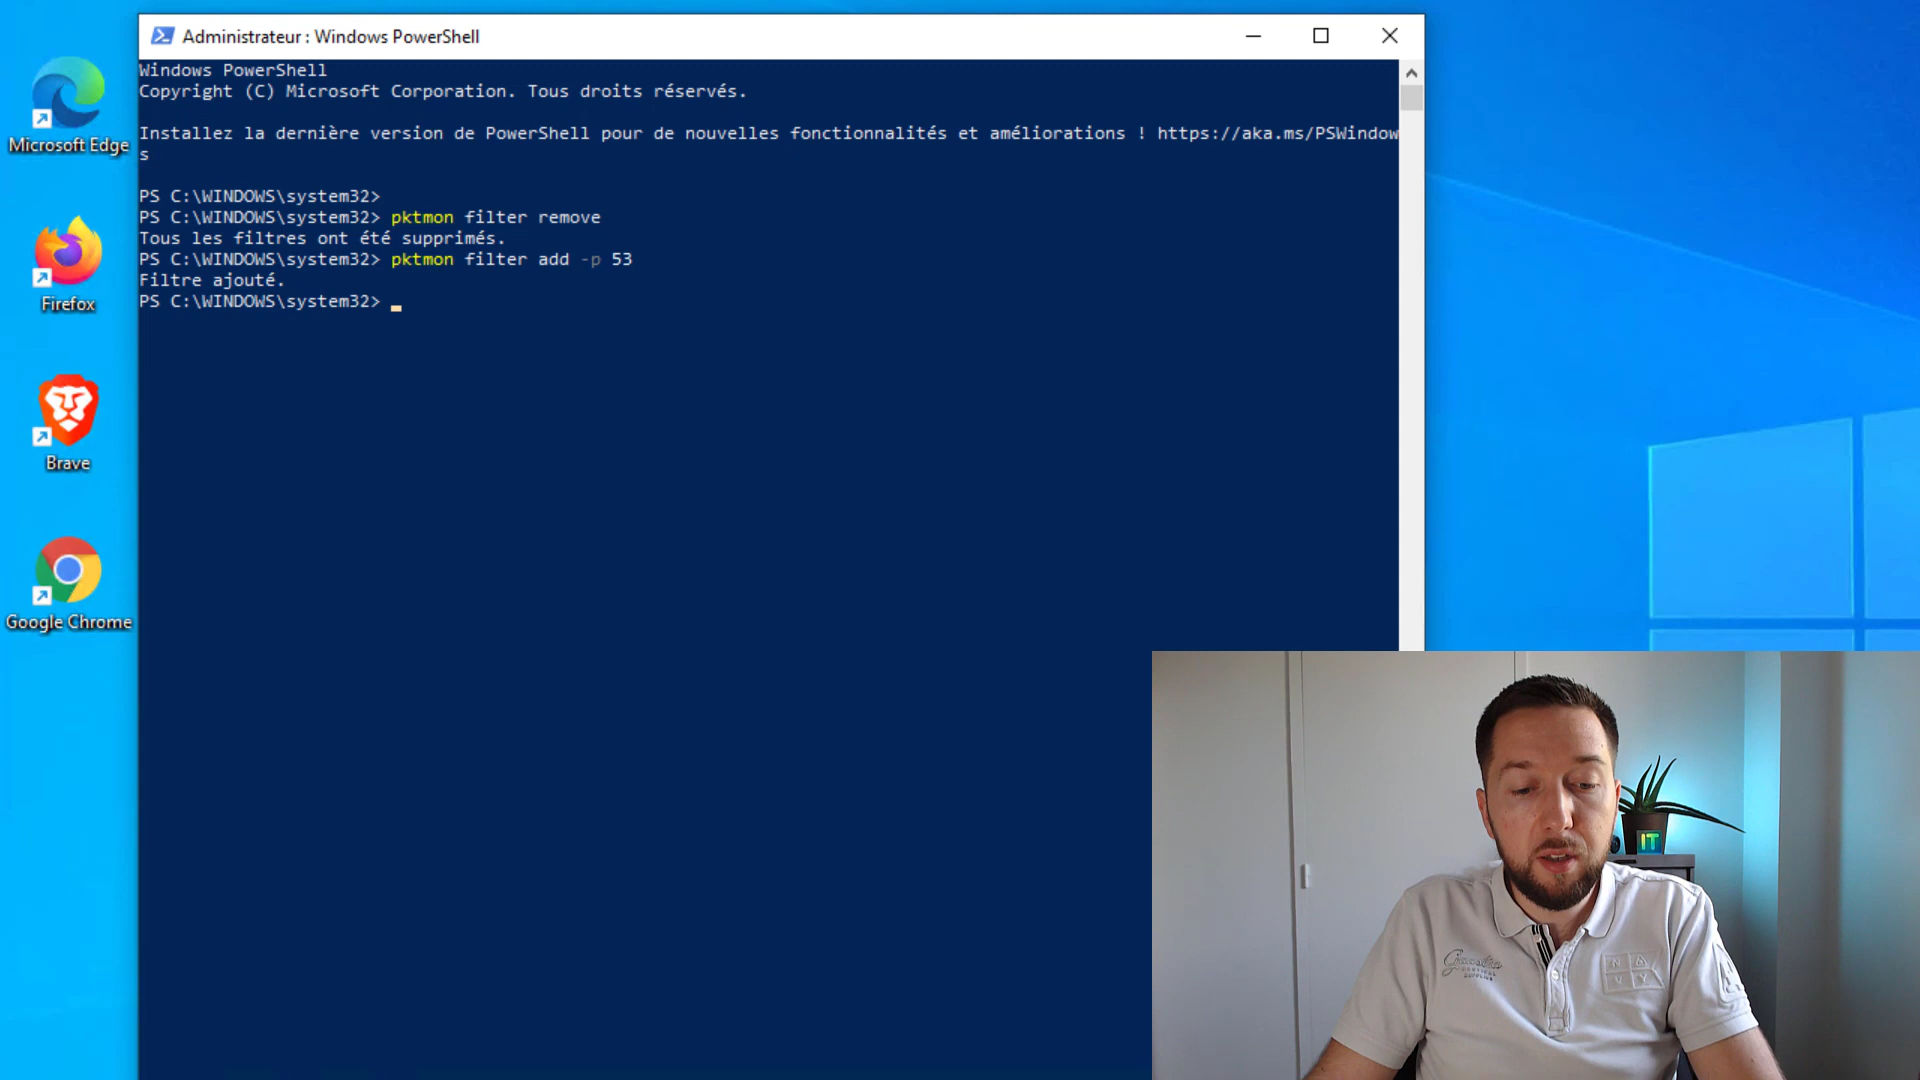 Administrateur : Windows PowerShell
Windows PowerShell
Copyright (C) Microsoft Corporation. Tous droits réservés.
Installez la dernière version de PowerShell pour de nouvelles fonctionnalités et améliorations ! https://aka.ms/PSWindow
s
PS C:\WINDOWS\system32>
PS C:\WINDOWS\system32> pktmon filter remove
Tous les filtres ont été supprimés.
PS C:\WINDOWS\system32> pktmon filter add -p 53
Filtre ajouté.
PS C:\WINDOWS\system32>
Microsoft Edge
Firefox
Brave
Google Chrome
IT
NA
VY